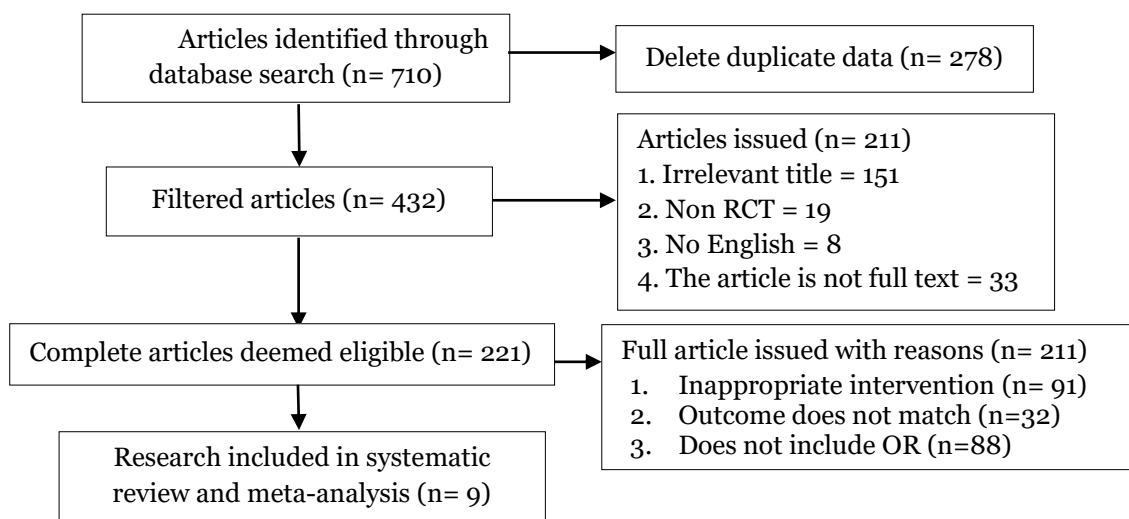 Articles identified through
database search (n= 710)
Delete duplicate data (n= 278)
Filtered articles (n= 432)
Articles issued (n= 211)
1. Irrelevant title = 151
2. Non RCT = 19
3. No English = 8
4. The article is not full text = 33
Complete articles deemed eligible (n= 221)
Full article issued with reasons (n= 211)
1. Inappropriate intervention (n= 91)
2. Outcome does not match (n=32)
3. Does not include OR (n=88)
Research included in systematic
review and meta-analysis (n= 9)